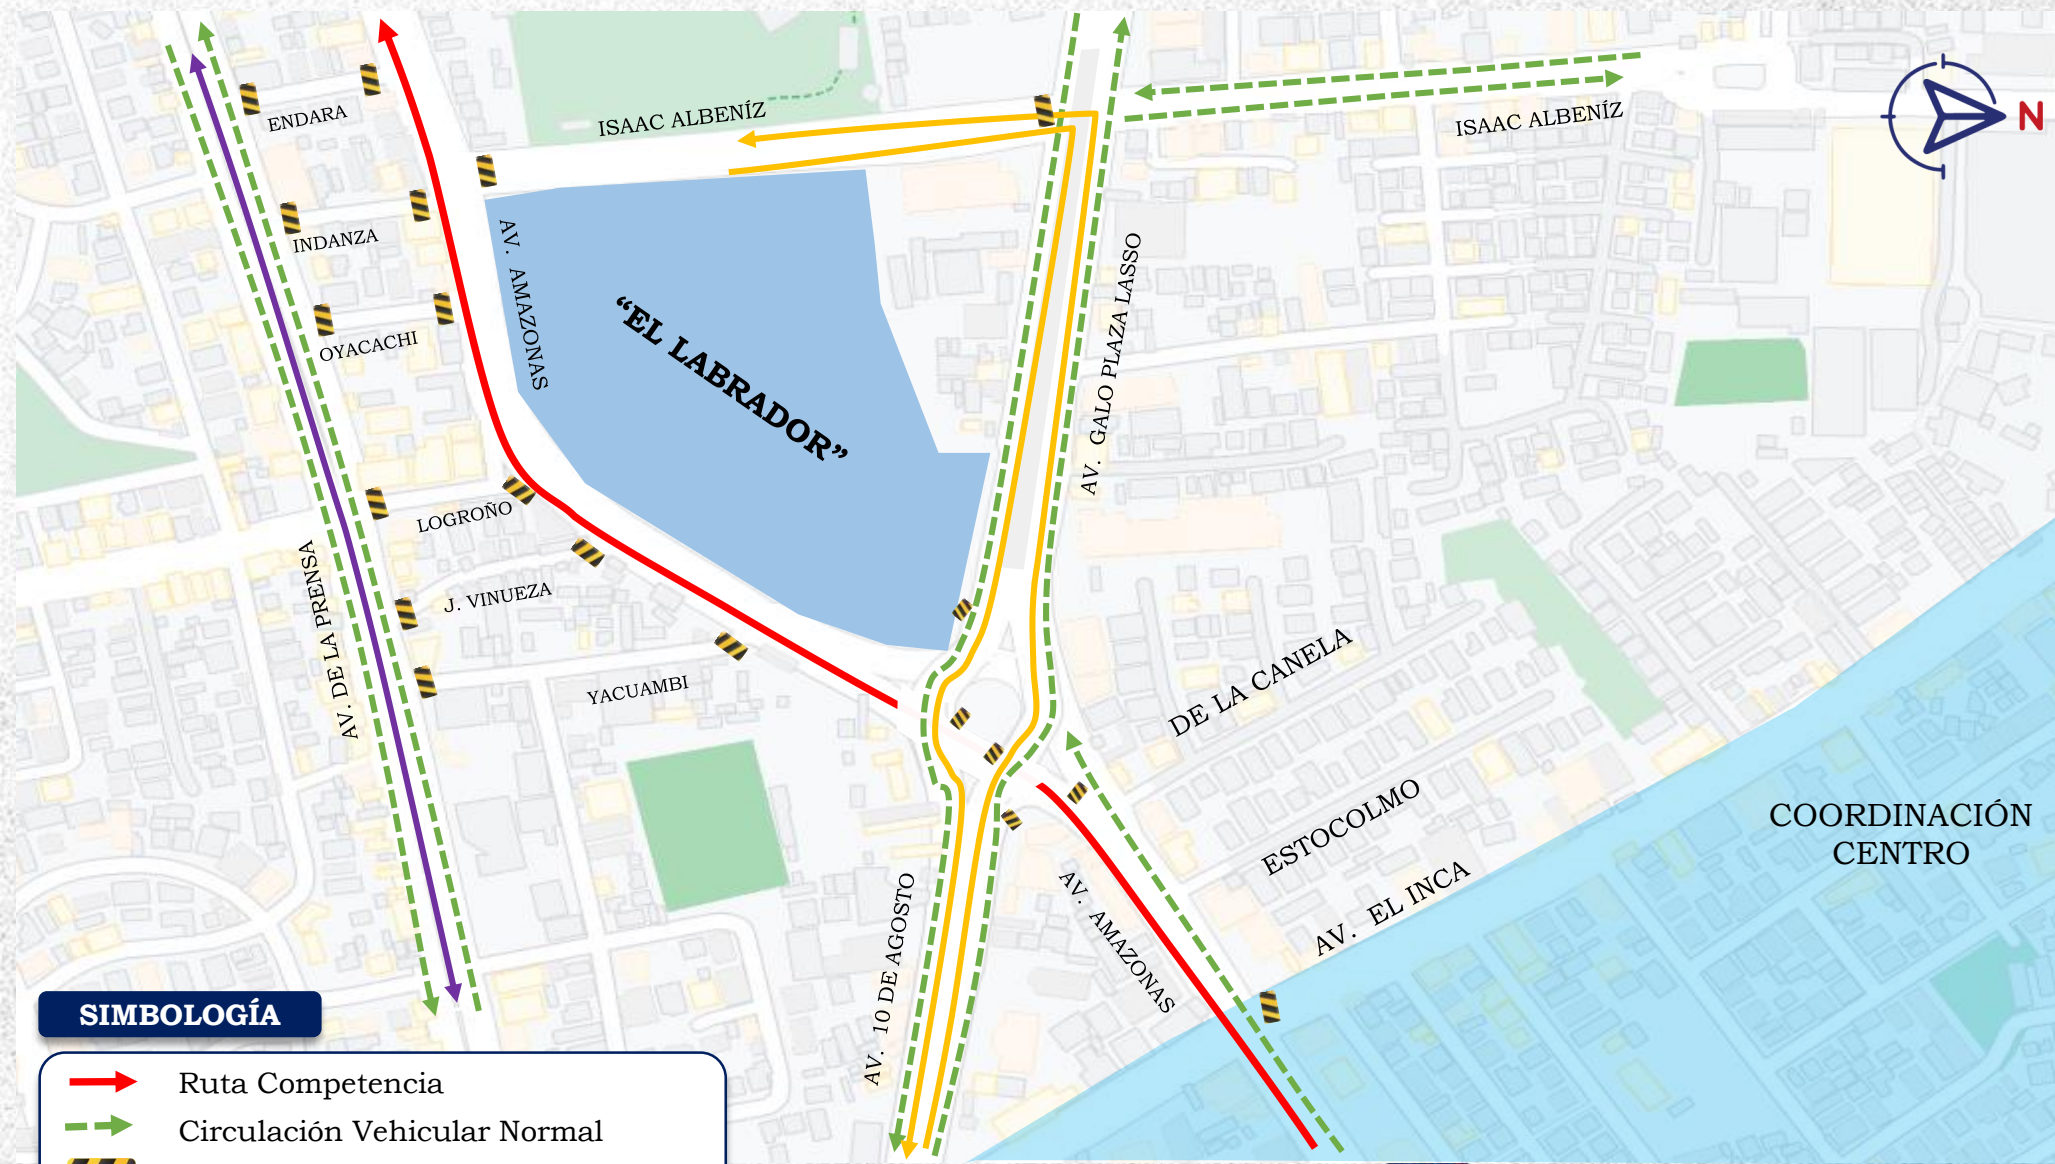 ENDARA
ISAAC ALBENÍZ
ISAAC ALBENÍZ
N
INDANZA
AV. AMAZONAS
OYACACHI
“EL LABRADOR”
AV. GALO PLAZA LASSO
LOGROÑO
J. VINUEZA
AV. DE LA PRENSA
YACUAMBI
DE LA CANELA
ESTOCOLMO
AV. EL INCA
COORDINACIÓN
CENTRO
AV. 10 DE AGOSTO
AV. AMAZONAS
SIMBOLOGÍA
Ruta Competencia
Circulación Vehicular Normal